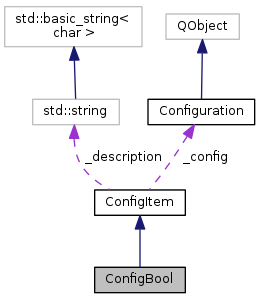 std::basic_string<
char >
QObject
std::string
Configuration
_description
_config
ConfigItem
ConfigBool